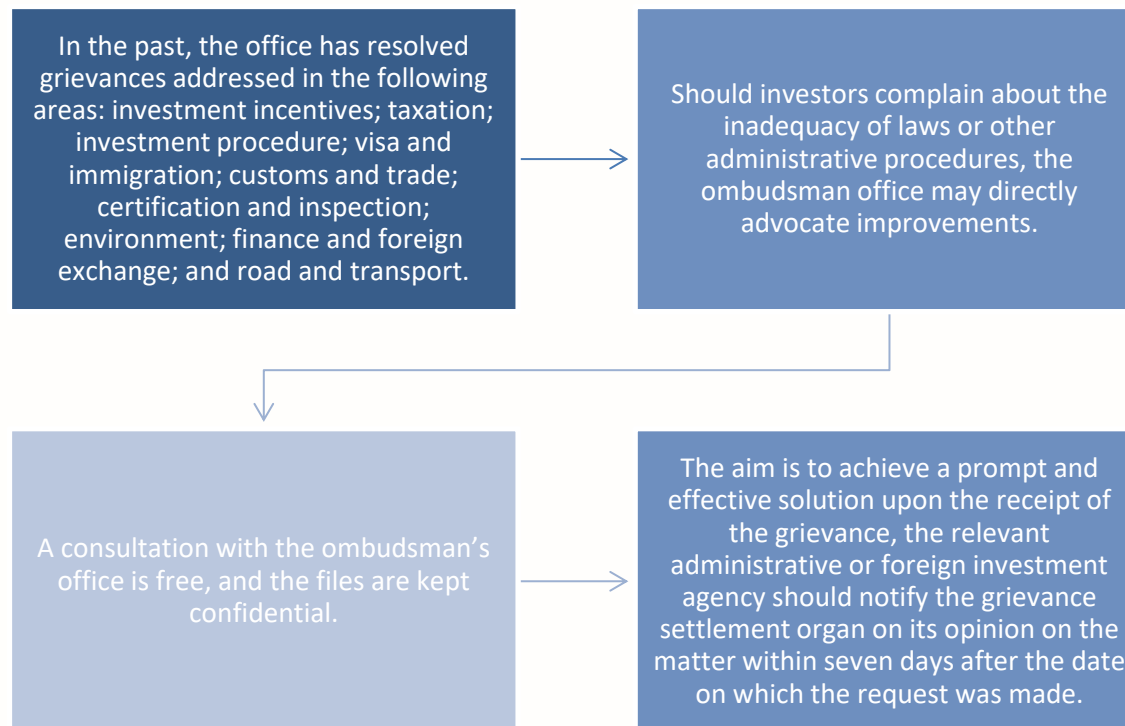 In the past, the office has resolved
grievances addressed in the following
areas: investment incentives; taxation;
investment procedure; visa and
immigration; customs and trade;
certification and inspection;
environment; finance and foreign
exchange; and road and transport.
Should investors complain about the
inadequacy of laws or other
administrative procedures, the
ombudsman office may directly
advocate improvements.
A consultation with the ombudsman’s
office is free, and the files are kept
confidential.
The aim is to achieve a prompt and
effective solution upon the receipt of
the grievance, the relevant
administrative or foreign investment
agency should notify the grievance
settlement organ on its opinion on the
matter within seven days after the date
on which the request was made.